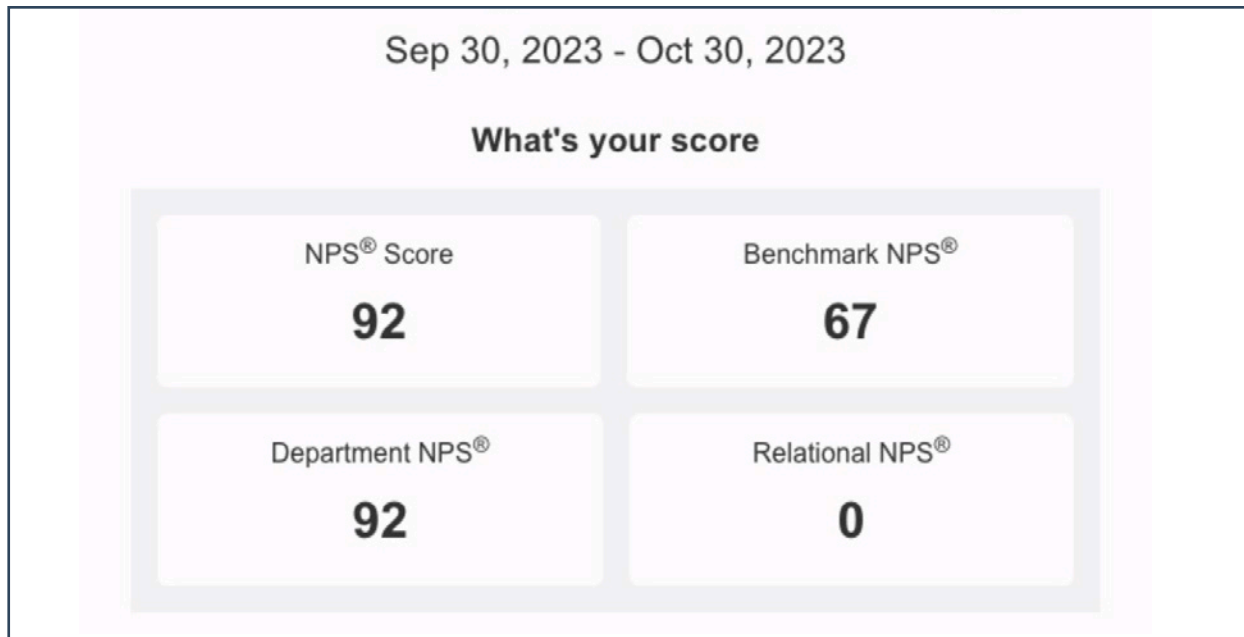 Sep 30, 2023 - Oct 30, 2023
What's your score
NPS® Score
92
Benchmark NPS®
67
Department NPS®
92
Relational NPS®
0